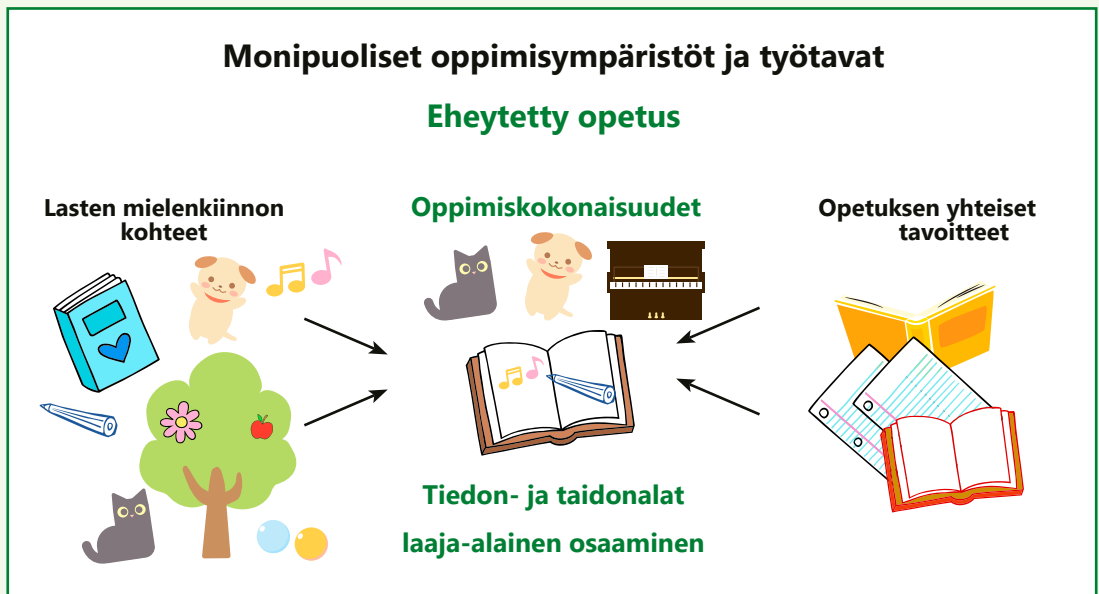 Monipuoliset oppimisympäristöt ja työtavat
Eheytetty opetus
Lasten mielenkiinnon
kohteet
Oppimiskokonaisuudet
Opetuksen yhteiset
tavoitteet
Tiedon- ja taidonalat
laaja-alainen osaaminen